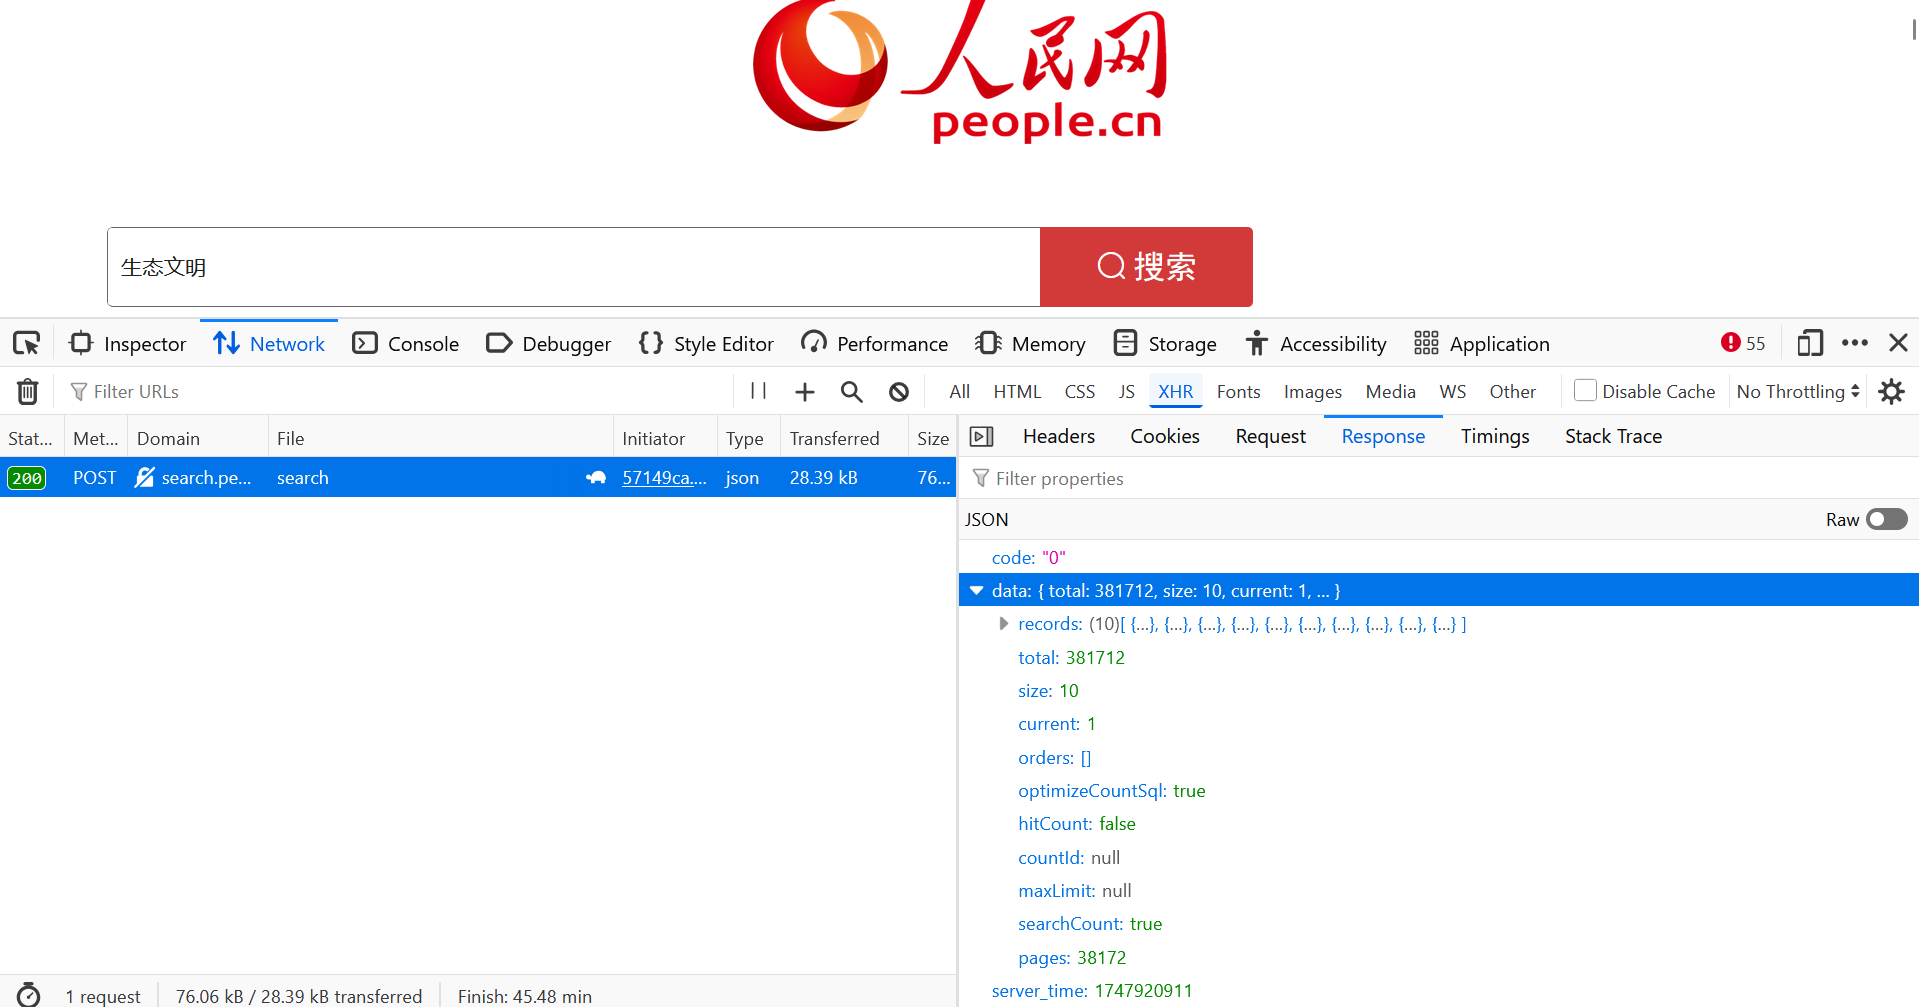 人民网
people.cn
生态文明
搜索
Inspector
Network
Console
Debugger
Style Editor
Performance
Memory
Storage
Accessibility
Application
55
Filter URLs
All
HTML
CSS
JS
XHR
Fonts
Images
Media
WS
Other
Disable Cache
No Throttling
Stat...
Met...
Domain
File
Initiator
Type
Transferred
Size
200
POST
search.pe...
search
57149ca....
json
28.39 kB
76...
Headers
Cookies
Request
Response
Timings
Stack Trace
Filter properties
JSON
Raw
code: "0"
data: { total: 381712, size: 10, current: 1, ... }
records: (10)[ {...}, {...}, {...}, {...}, {...}, {...}, {...}, {...}, {...}, {...} ]
total: 381712
size: 10
current: 1
orders: []
optimizeCountSql: true
hitCount: false
countId: null
maxLimit: null
searchCount: true
pages: 38172
server_time: 1747920911
1 request
76.06 kB / 28.39 kB transferred
Finish: 45.48 min